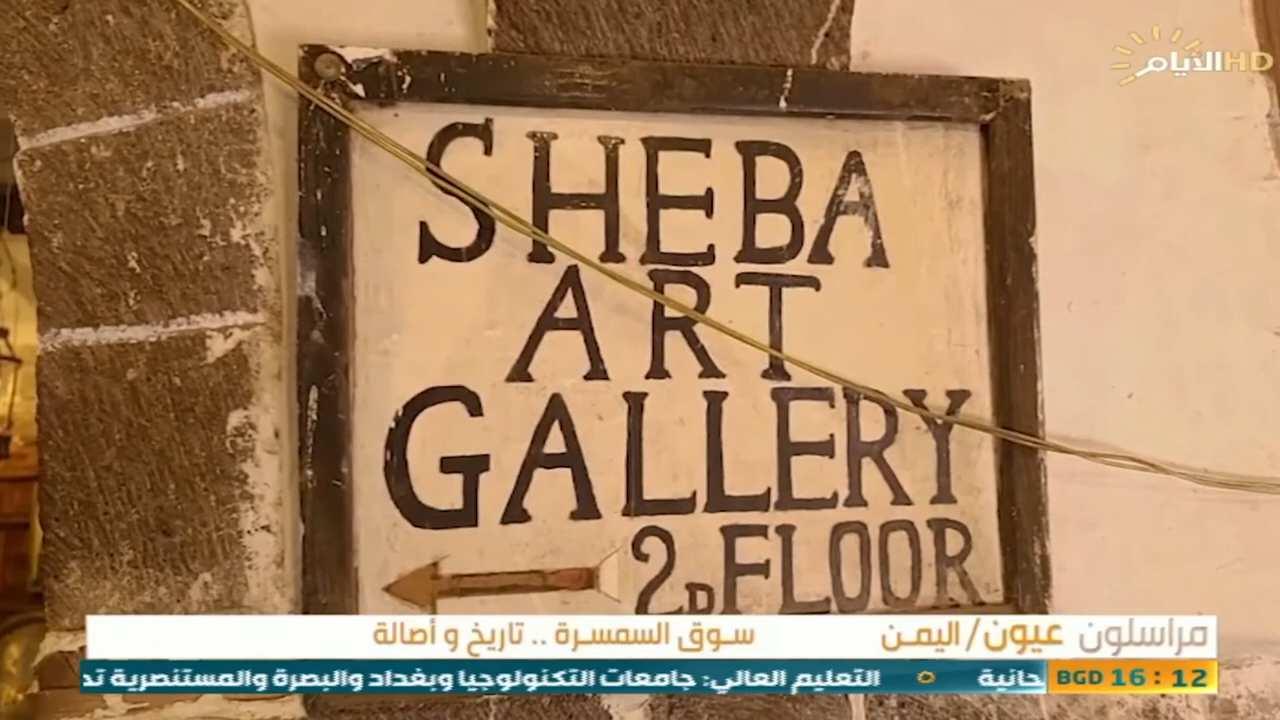 الأيام HD
SHEBA
ART
GALLERY
2D FLOOR
مراسلون عيون/اليمن
سوق السمسرة .. تاريخ و أصالة
BGD 16:12
التعليم العالي: جامعات التكنولوجيا وبغداد والبصرة والمستنصرية